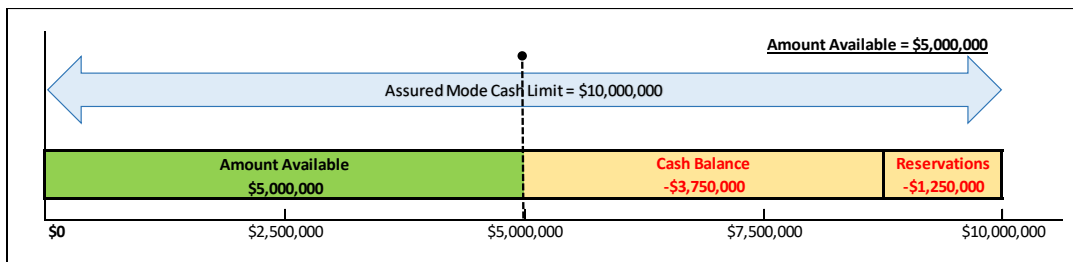 Amount Available = $5,000,000
Assured Mode Cash Limit = $10,000,000
Amount Available
$5,000,000
Cash Balance
-$3,750,000
Reservations
-$1,250,000
$0
$2,500,000
$5,000,000
$7,500,000
$10,000,000